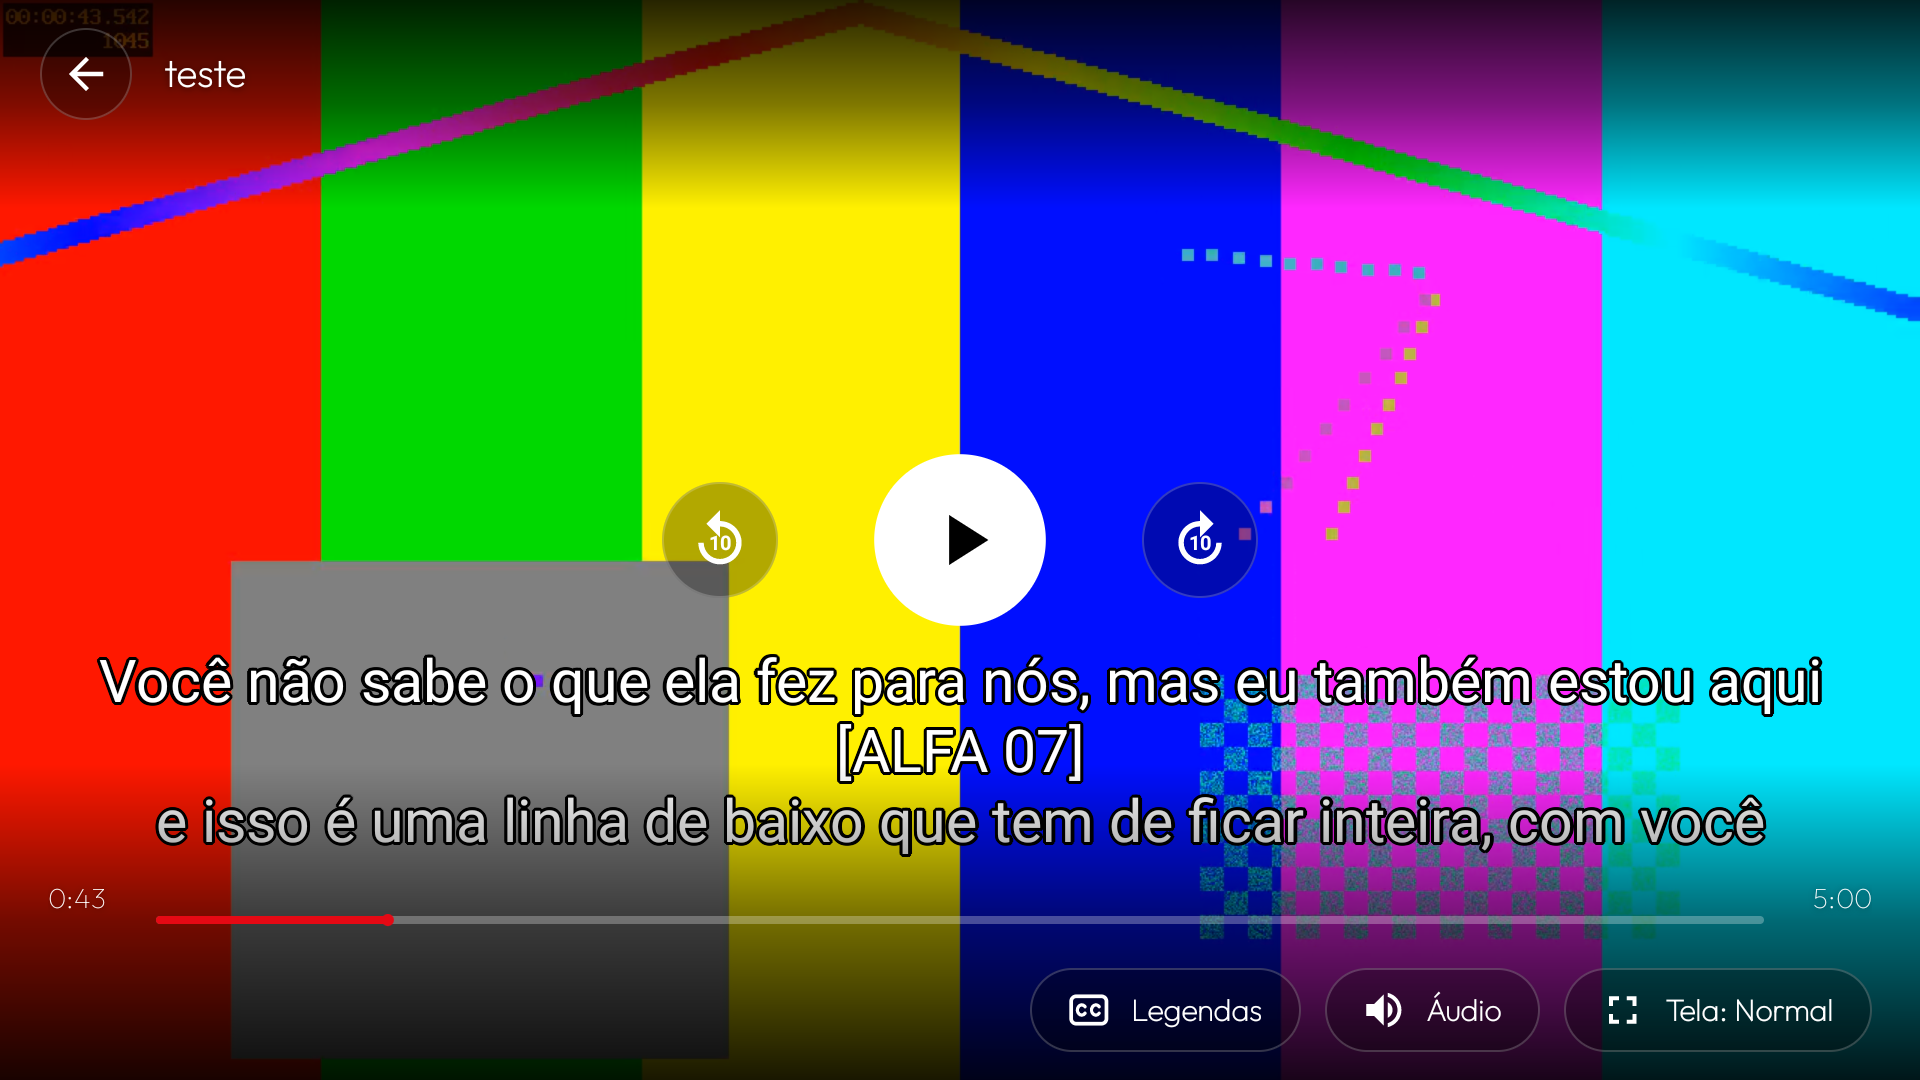 00:00:43.542
1045
teste
10
10
Você não sabe o que ela fez para nós, mas eu também estou aqui
[ALFA 07]
e isso é uma linha de baixo que tem de ficar inteira, com você
0:43
5:00
CC Legendas
Áudio
Tela: Normal